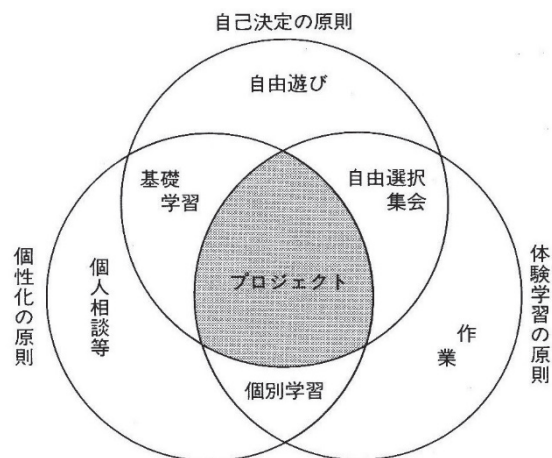 自己決定の原則
自由遊び
基礎
学習
自由選択
集会
プロジェクト
個性化の原則
個人相談等
体験学習の原則
作
業
個別学習